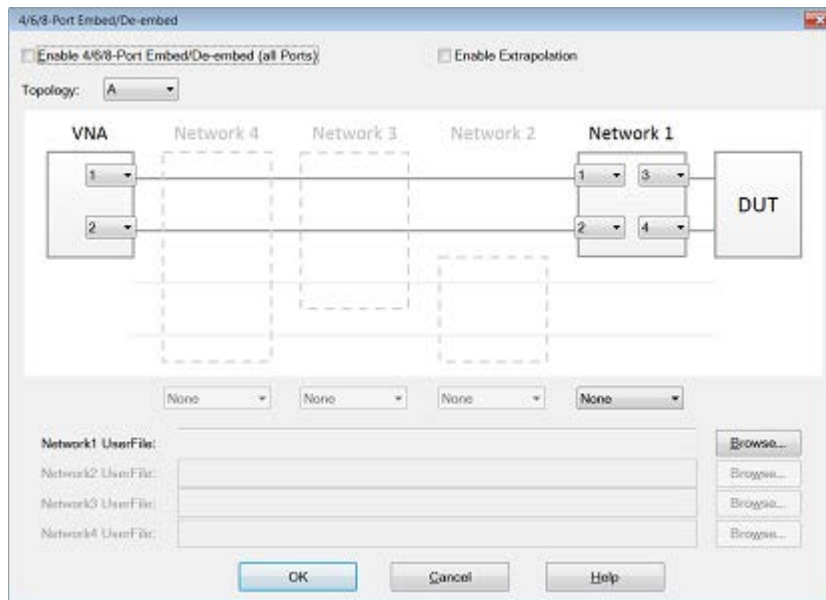 4/6/8-Port Embed/De-embed
Enable 4/6/8-Port Embed/De-embed (all Ports) Enable Extrapolation
Topology: A
VNA Network 4 Network 3 Network 2 Network 1
1 1 3
DUT
2 2 4
None None None None
Network1 UserFile: Browse...
Network2 UserFile: Browse...
Network3 UserFile: Browse...
Network4 UserFile: Browse...
OK Cancel Help